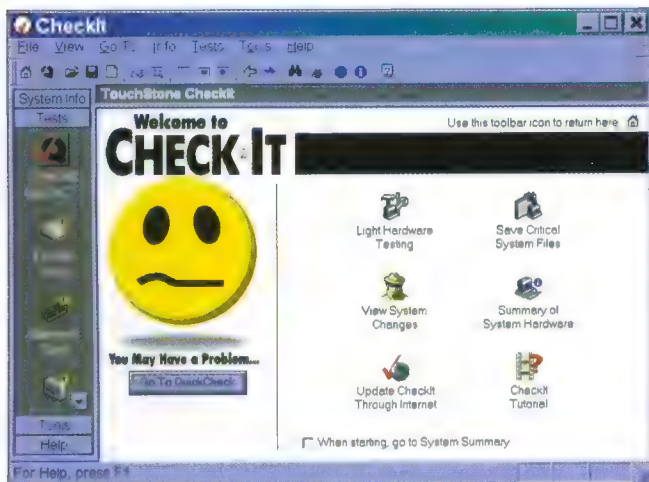 CheckIt
File View Go To Info Tests Tools Help
System Info
TouchStone CheckIt
Tests
Welcome to
CHECK IT
Use this toolbar icon to return here
Light Hardware
Testing
Save Critical
System Files
View System
Changes
Summary of
System Hardware
You May Have a Problem...
Go To QuickCheck
Update CheckIt
Through Internet
CheckIt
Tutorial
When starting, go to System Summary
Tools
Help
For Help, press F1